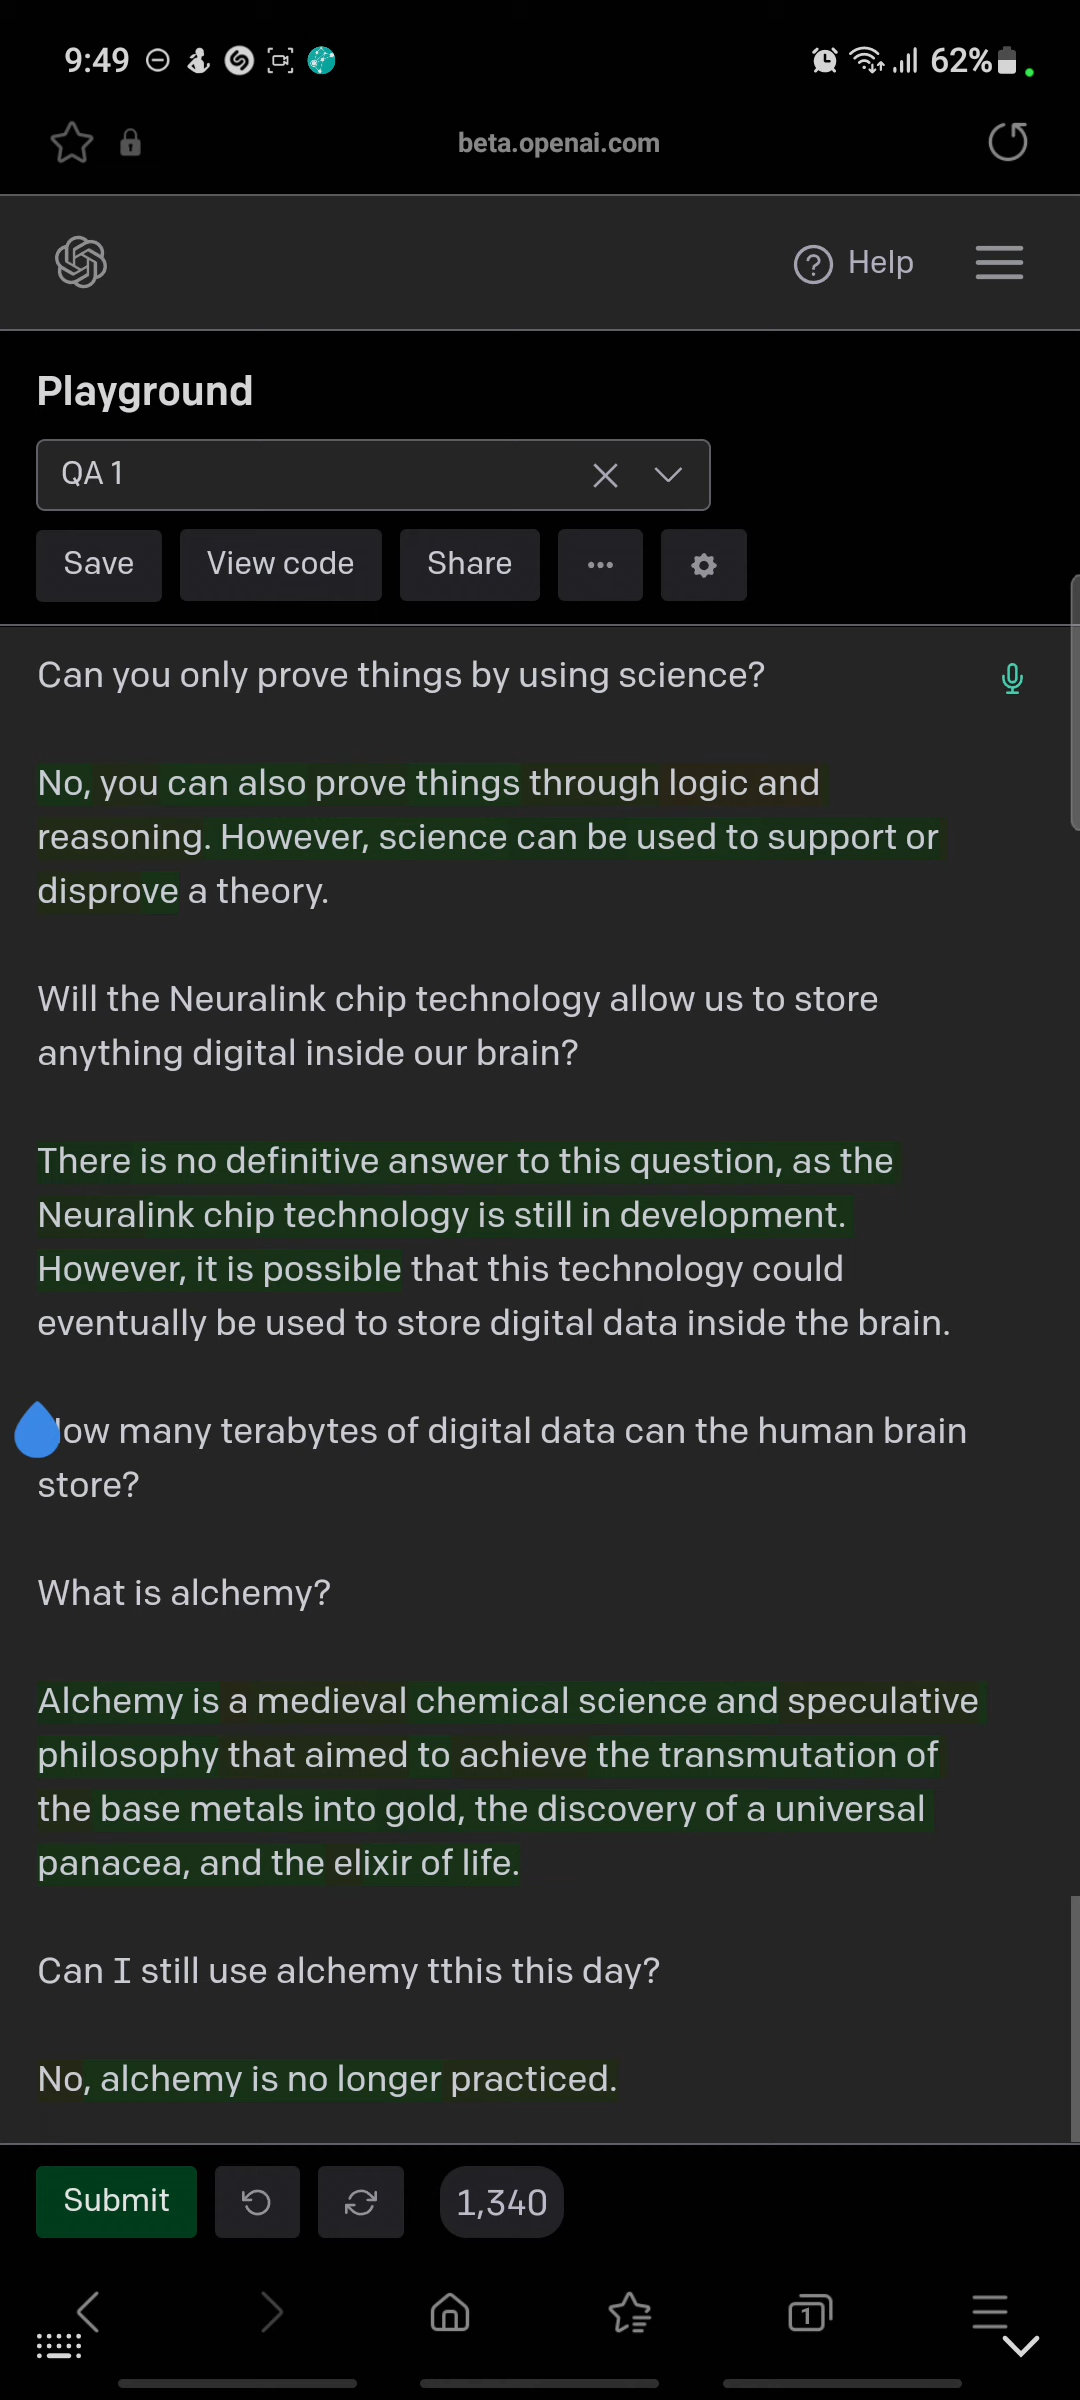 9:49
62%
beta.openai.com
Help
Playground
QA 1
Save
View code
Share
Can you only prove things by using science?
No, you can also prove things through logic and
reasoning. However, science can be used to support or
disprove a theory.
Will the Neuralink chip technology allow us to store
anything digital inside our brain?
There is no definitive answer to this question, as the
Neuralink chip technology is still in development.
However, it is possible that this technology could
eventually be used to store digital data inside the brain.
How many terabytes of digital data can the human brain
store?
What is alchemy?
Alchemy is a medieval chemical science and speculative
philosophy that aimed to achieve the transmutation of
the base metals into gold, the discovery of a universal
panacea, and the elixir of life.
Can I still use alchemy tthis this day?
No, alchemy is no longer practiced.
Submit
1,340
1